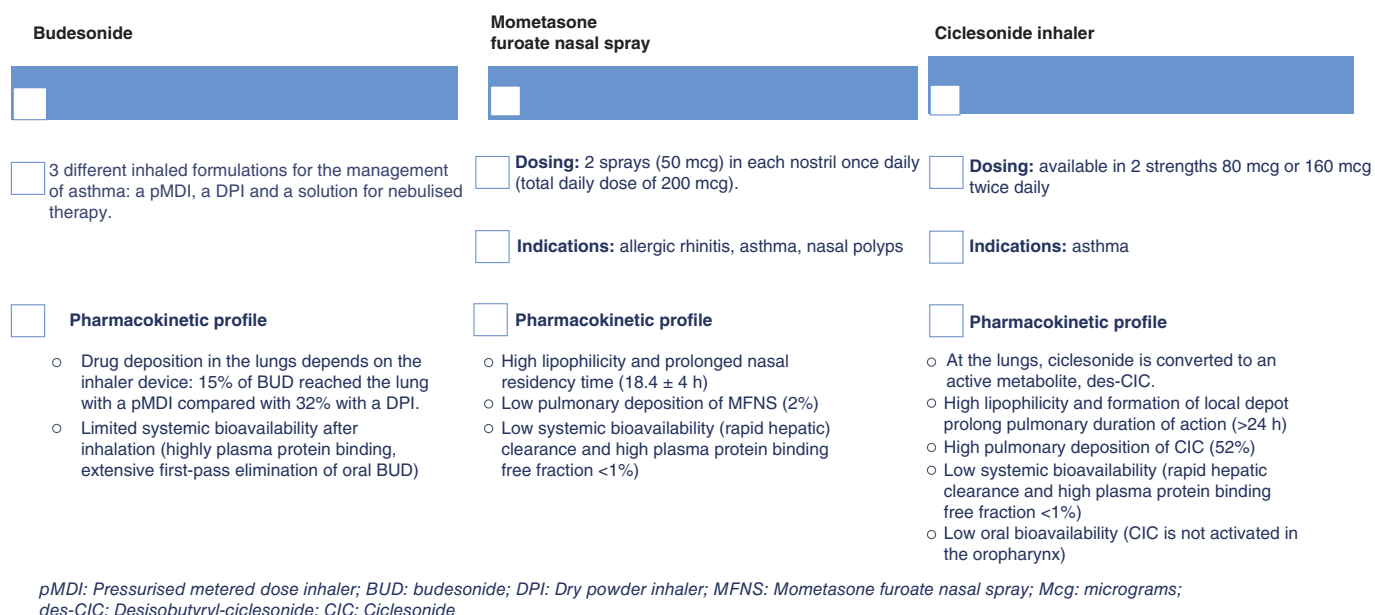 Budesonide
3 different inhaled formulations for the management
of asthma: a pMDI, a DPI and a solution for nebulised
therapy.
Pharmacokinetic profile
○ Drug deposition in the lungs depends on the
inhaler device: 15% of BUD reached the lung
with a pMDI compared with 32% with a DPI.
○ Limited systemic bioavailability after
inhalation (highly plasma protein binding,
extensive first-pass elimination of oral BUD)
Mometasone
furoate nasal spray
Dosing: 2 sprays (50 mcg) in each nostril once daily
(total daily dose of 200 mcg).
Indications: allergic rhinitis, asthma, nasal polyps
Pharmacokinetic profile
○ High lipophilicity and prolonged nasal
residency time (18.4 ± 4 h)
○ Low pulmonary deposition of MFNS (2%)
○ Low systemic bioavailability (rapid hepatic)
clearance and high plasma protein binding
free fraction <1%)
Ciclesonide inhaler
Dosing: available in 2 strengths 80 mcg or 160 mcg
twice daily
Indications: asthma
Pharmacokinetic profile
○ At the lungs, ciclesonide is converted to an
active metabolite, des-CIC.
○ High lipophilicity and formation of local depot
prolong pulmonary duration of action (>24 h)
○ High pulmonary deposition of CIC (52%)
○ Low systemic bioavailability (rapid hepatic
clearance and high plasma protein binding
free fraction <1%)
○ Low oral bioavailability (CIC is not activated in
the oropharynx)
pMDI: Pressurised metered dose inhaler; BUD: budesonide; DPI: Dry powder inhaler; MFNS: Mometasone furoate nasal spray; Mcg: micrograms;
des-CIC: Desisobutyryl-ciclesonide; CIC: Ciclesonide